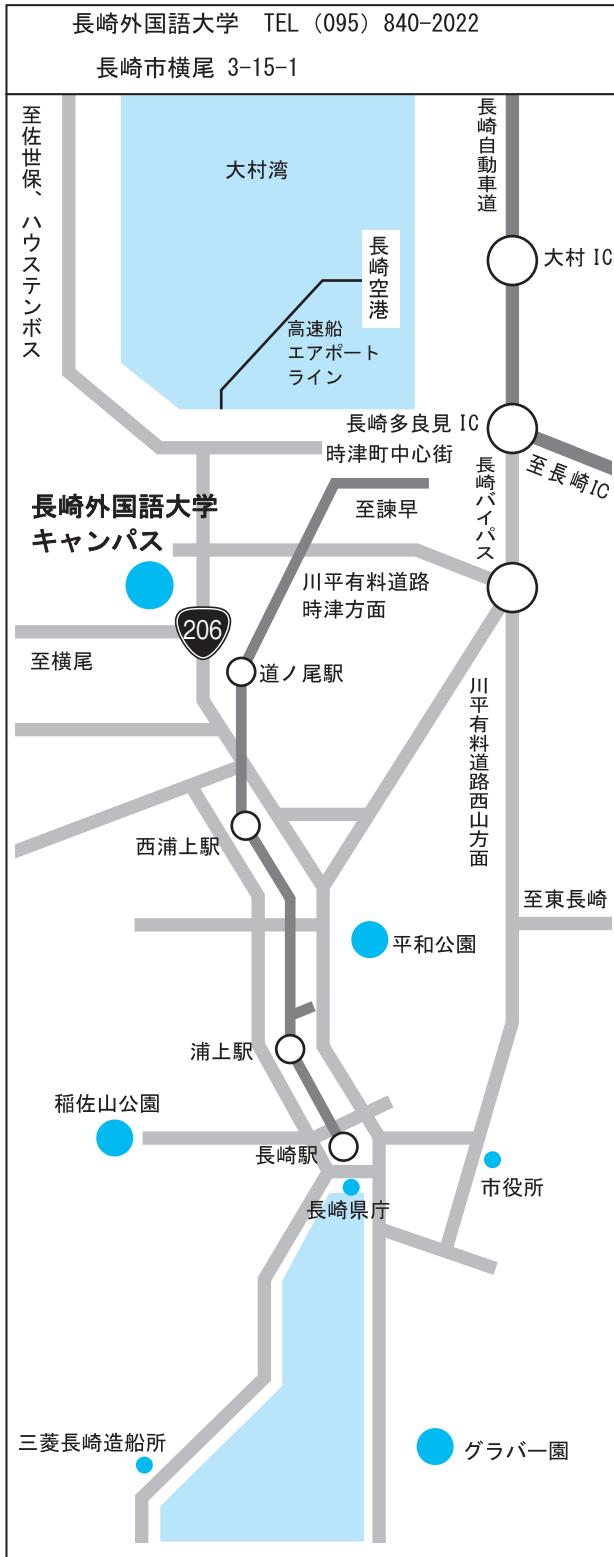 長崎外国語大学　TEL（095）840-2022
長崎市横尾 3-15-1
至佐世保、ハウステンボス
大村湾
長崎自動車道
長崎空港
大村 IC
高速船
エアポート
ライン
長崎多良見 IC
時津町中心街
至長崎IC
長崎バイパス
長崎外国語大学
キャンパス
至諫早
川平有料道路
時津方面
206
至横尾
道ノ尾駅
川平有料道路西山方面
西浦上駅
至東長崎
平和公園
浦上駅
稲佐山公園
長崎駅
市役所
長崎県庁
三菱長崎造船所
グラバー園